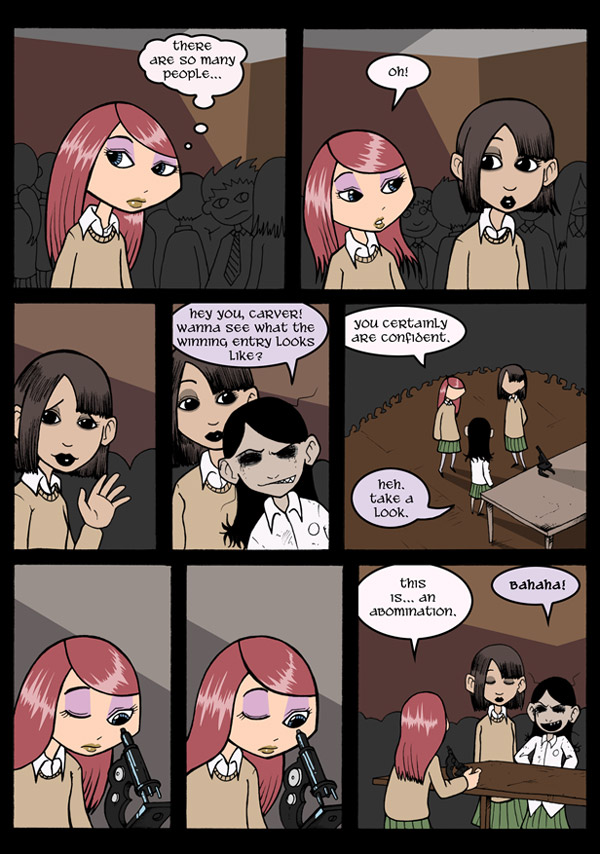 there
are so many
people...
oh!
hey you, carver!
wanna see what the
winning entry looks
like?
you certainly
are confident.
heh.
take a
look.
this
is... an
abomination.
Bahaha!